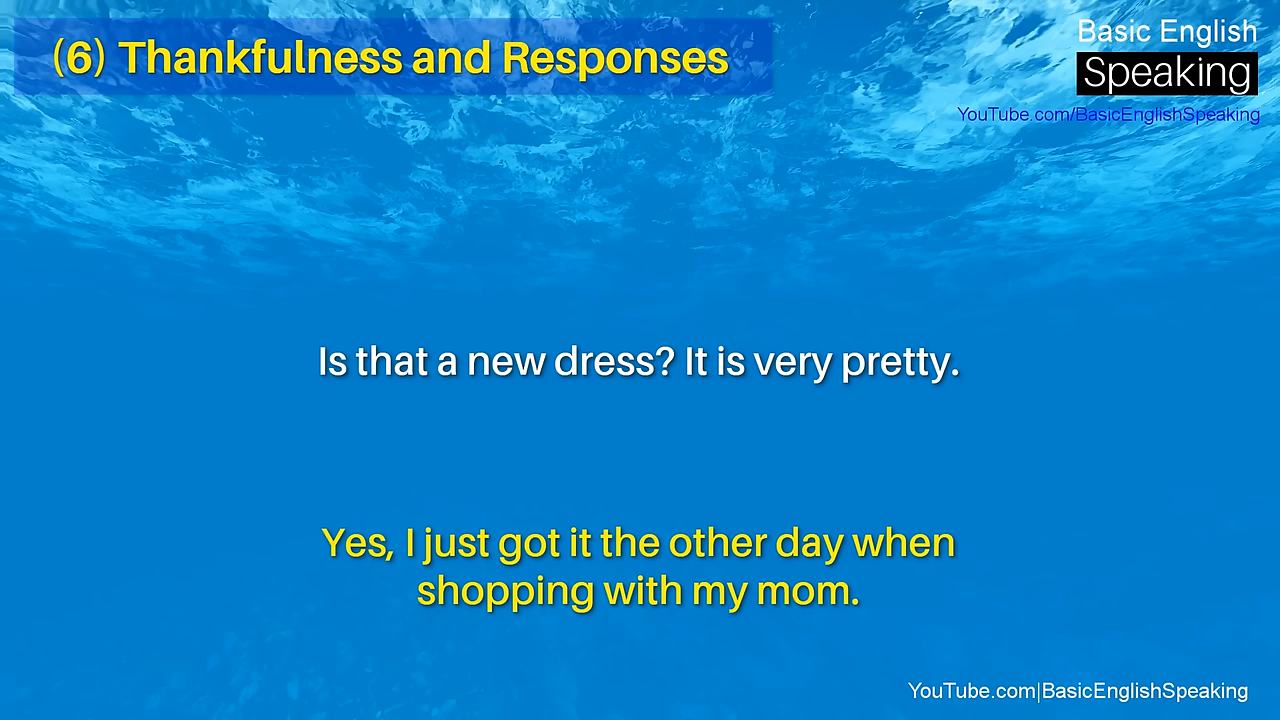 (6) Thankfulness and Responses
Basic English
Speaking
YouTube.com/BasicEnglishSpeaking
Is that a new dress? It is very pretty.
Yes, I just got it the other day when
shopping with my mom.
YouTube.com|BasicEnglishSpeaking